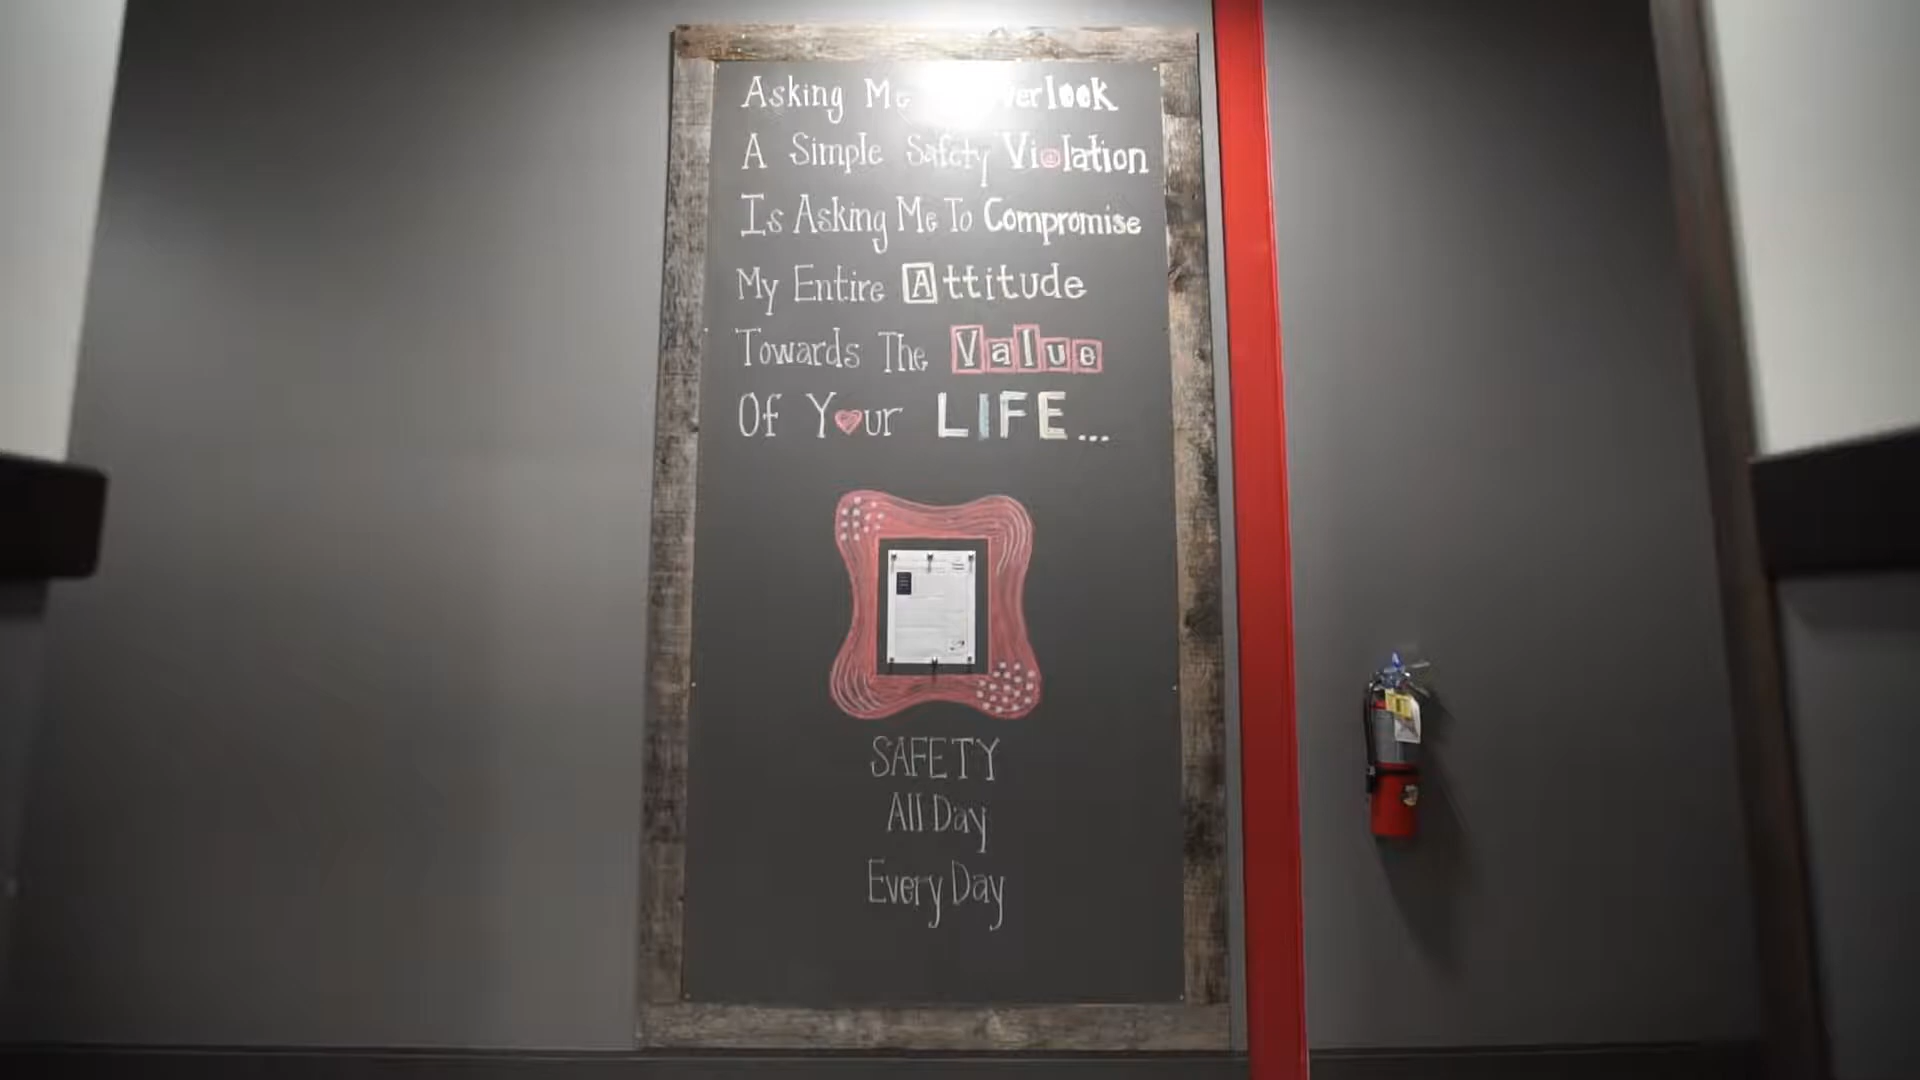 Asking Me verlook
A Simple Safety Violation
Is Asking Me To Compromise
My Entire Attitude
Towards The Value
Of Your LIFE...
SAFETY
All Day
Every Day